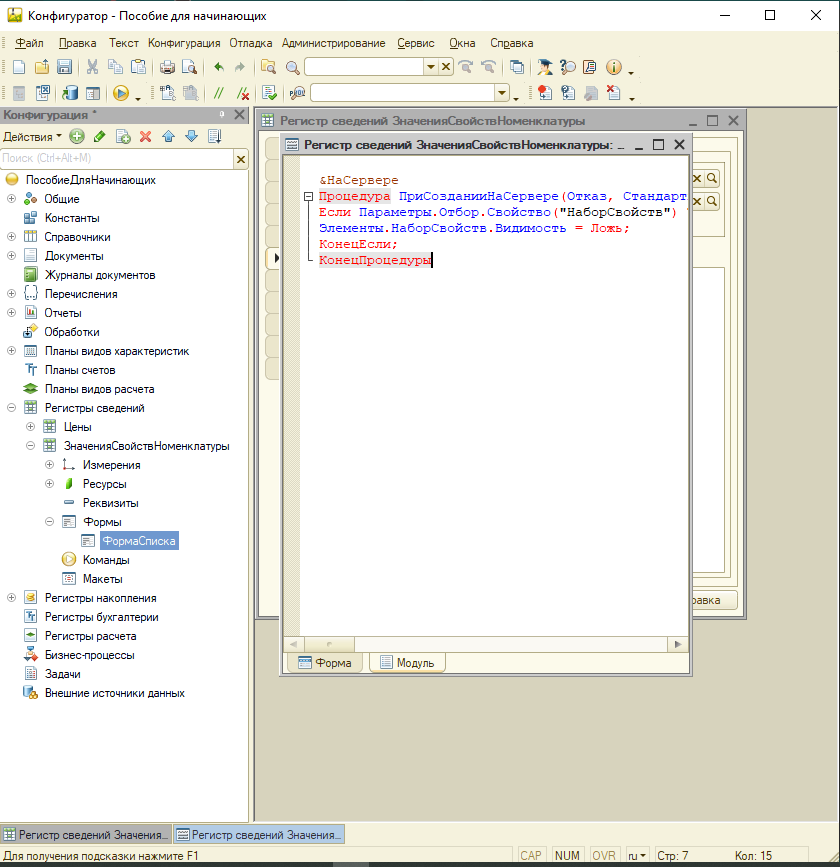 Конфигуратор - Пособие для начинающих
Файл Правка Текст Конфигурация Отладка Администрирование Сервис Окна Справка
Конфигурация *
Действия
Поиск (Ctrl+Alt+M)
ПособиеДляНачинающих
Общие
Константы
Справочники
Документы
Журналы документов
Перечисления
Отчеты
Обработки
Планы видов характеристик
Планы счетов
Планы видов расчета
Регистры сведений
Цены
ЗначенияСвойствНоменклатуры
Измерения
Ресурсы
Реквизиты
Формы
ФормаСписка
Команды
Макеты
Регистры накопления
Регистры бухгалтерии
Регистры расчета
Бизнес-процессы
Задачи
Внешние источники данных
Регистр сведений ЗначенияСвойствНоменклатуры
Регистр сведений ЗначенияСвойствНоменклатуры: ...
&НаСервере
Процедура ПриСозданииНаСервере(Отказ, Стандарт
Если Параметры.Отбор.Свойство("НаборСвойств")
Элементы.НаборСвойств.Видимость = Ложь;
КонецЕсли;
КонецПроцедуры
равка
Форма Модуль
Регистр сведений Значения... Регистр сведений Значения...
Для получения подсказки нажмите F1 CAP NUM OVR ru Стр: 7 Кол: 15